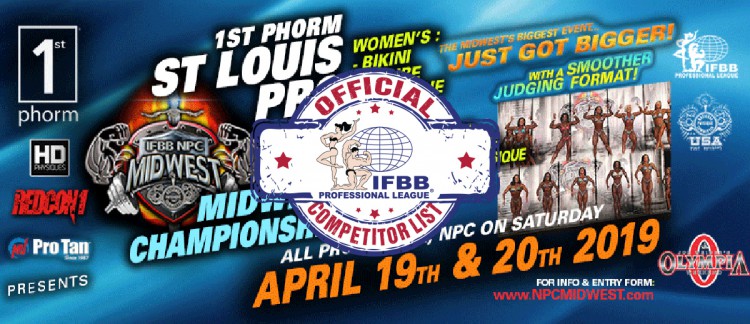 1st
phorm
HD
PHYSIQUES
REDCON1
Pro Tan
PRESENTS
1ST PHORM
ST LOUIS
IFBB NPC
MIDWEST
CHAMPIONSH
WOMEN'S :
- BIKINI
OFFICIAL
IFBB
PROFESSIONAL LEAGUE
COMPETITOR LIST
THE MIDWEST'S BIGGEST EVENT
JUST GOT BIGGER!
WITH A SMOOTHER
JUDGING FORMAT!
IFBB
PROFESSIONAL LEAGUE
USA
OLYMPIA
ALL PR
NPC ON SATURDAY
APRIL 19TH & 20TH 2019
FOR INFO & ENTRY FORM:
www.NPCMIDWEST.com